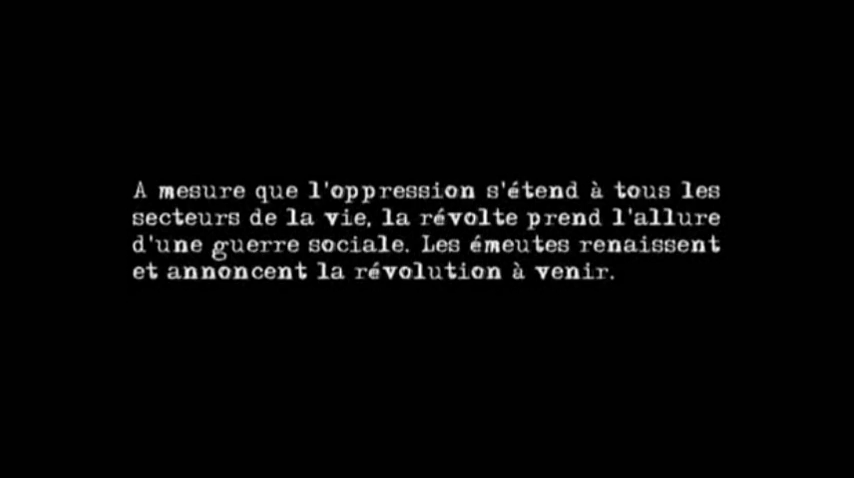 A mesure que l'oppression s'étend à tous les
secteurs de la vie, la révolte prend l'allure
d'une guerre sociale. Les émeutes renaissent
et annoncent la révolution à venir.